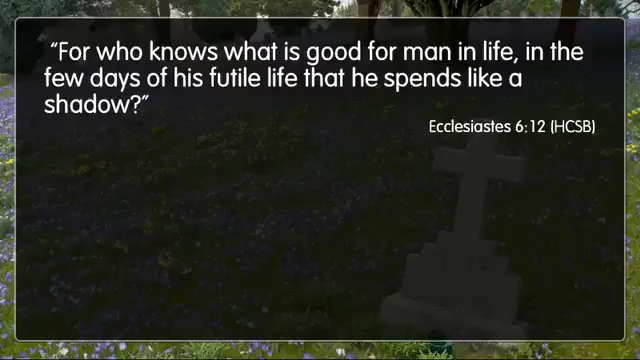 “For who knows what is good for man in life, in the
few days of his futile life that he spends like a
shadow?”
Ecclesiastes 6:12 (HCSB)